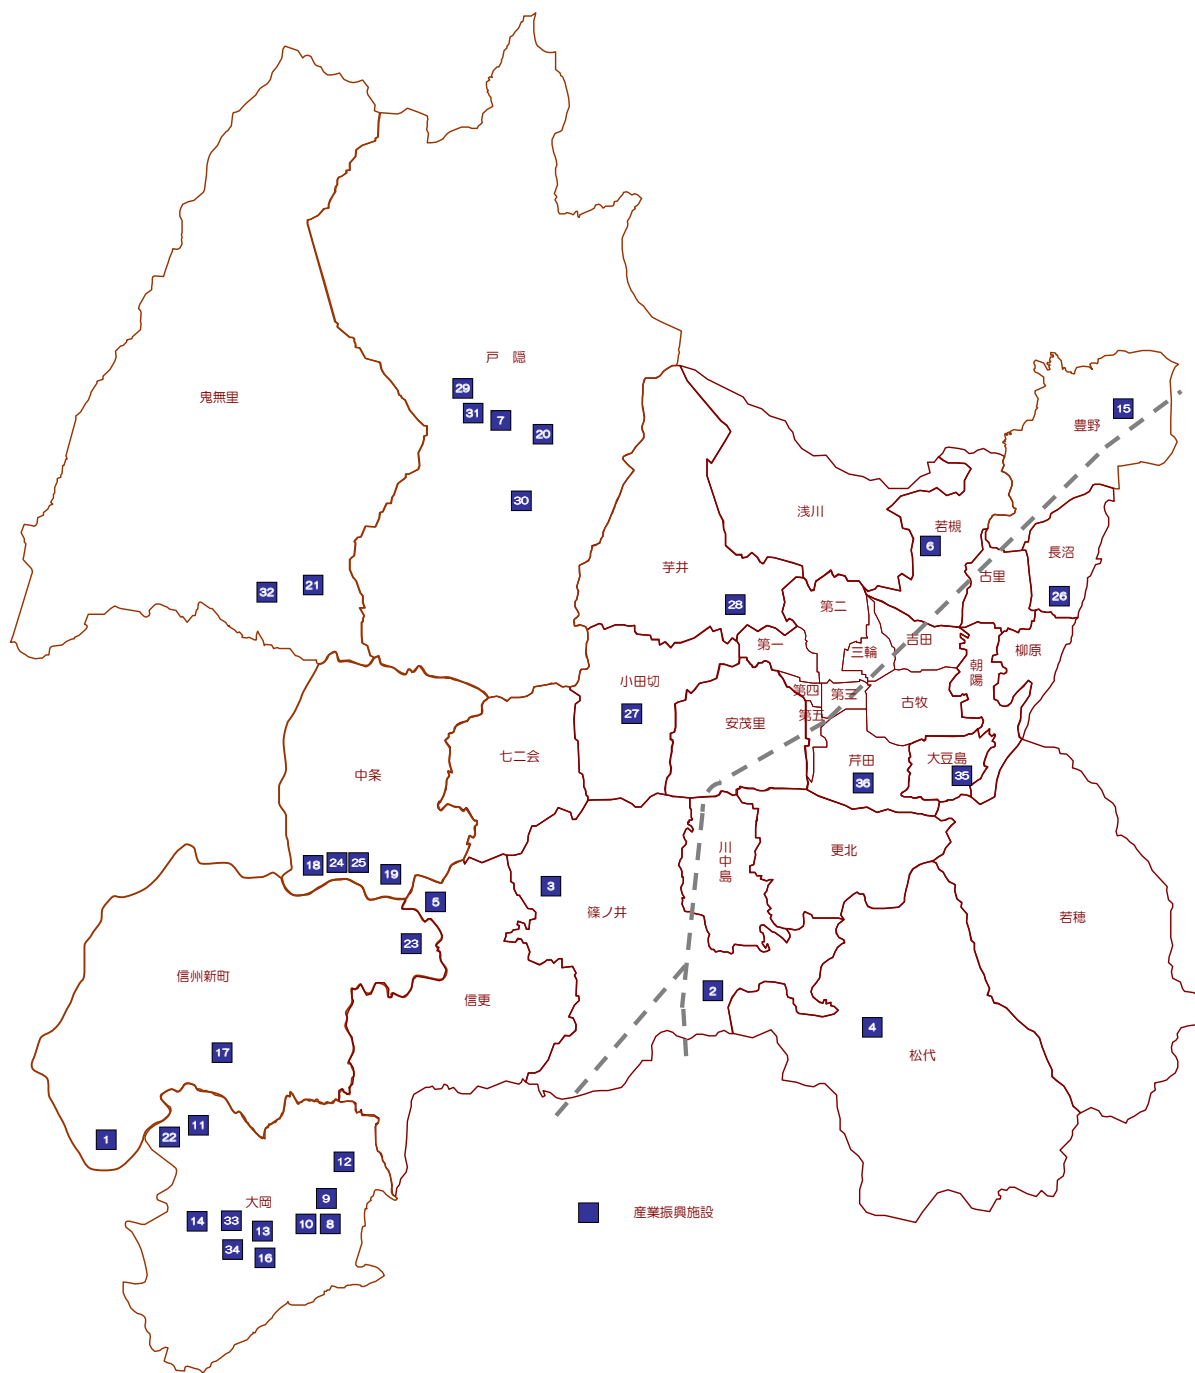 戸 隠
29
鬼無里
31
7
15
20
豊野
30
浅川
若槻
6
長沼
芋井
古里
21
32
26
28
第二
吉田
第一
三輪
柳原
朝陽
小田切
第四
第三
古牧
27
第五
安茂里
七二会
大豆島
中条
芹田
35
36
川中島
更北
18
24
25
19
3
5
篠ノ井
若穂
23
信州新町
2
信更
4
松代
17
11
22
1
12
9
大岡
産業振興施設
14
33
10
8
13
34
16